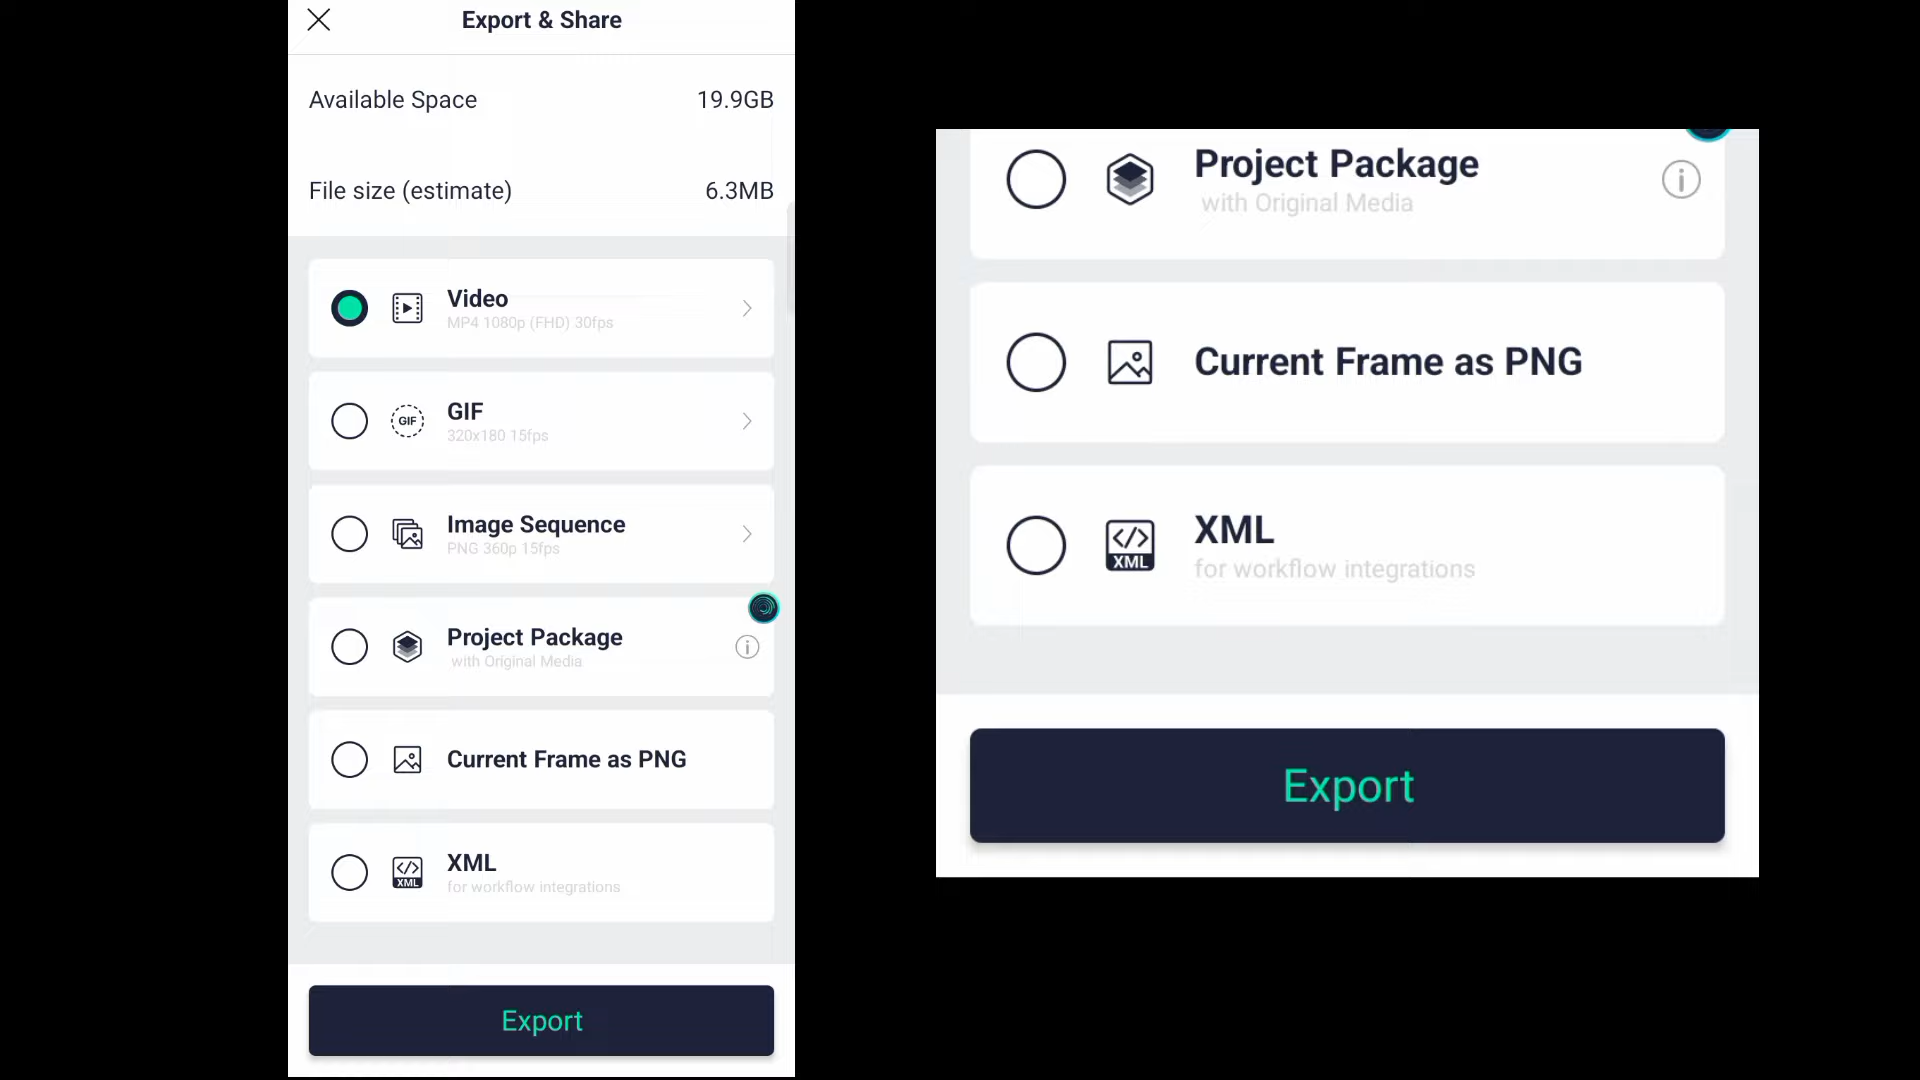 Export & Share
Available Space 19.9GB
File size (estimate) 6.3MB
Video
MP4 1080p (FHD) 30fps
GIF
GIF
320x180 15fps
Image Sequence
PNG 360p 15fps
Project Package
with Original Media
Current Frame as PNG
XML
XML
for workflow integrations
Export
Project Package
with Original Media
Current Frame as PNG
XML
XML
for workflow integrations
Export